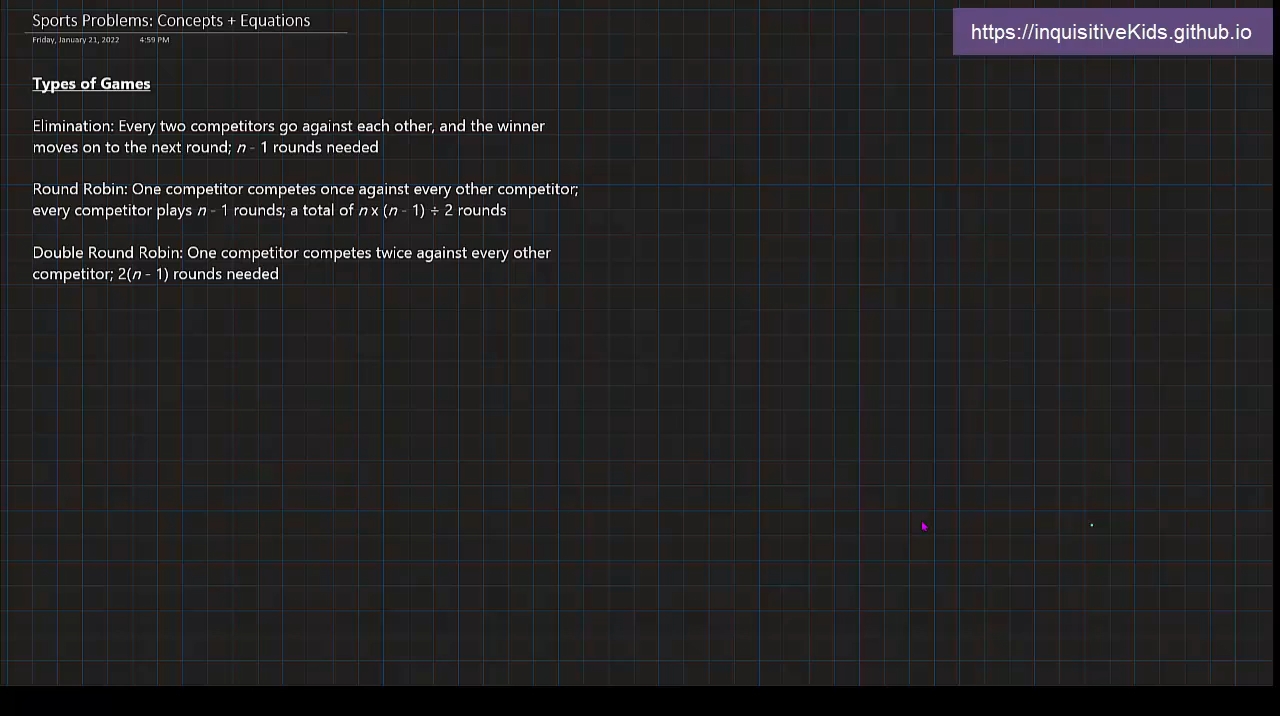 Sports Problems: Concepts + Equations
Friday, January 21, 2022 4:59 PM
https://inquisitiveKids.github.io
Types of Games
Elimination: Every two competitors go against each other, and the winner
moves on to the next round; n - 1 rounds needed
Round Robin: One competitor competes once against every other competitor;
every competitor plays n - 1 rounds; a total of n x (n - 1) ÷ 2 rounds
Double Round Robin: One competitor competes twice against every other
competitor; 2(n - 1) rounds needed